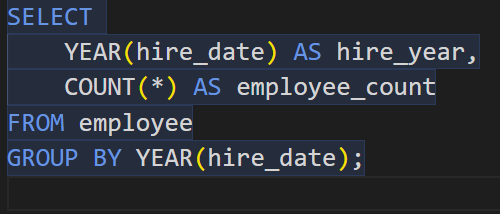 SELECT
    YEAR(hire_date) AS hire_year,
    COUNT(*) AS employee_count
FROM employee
GROUP BY YEAR(hire_date);